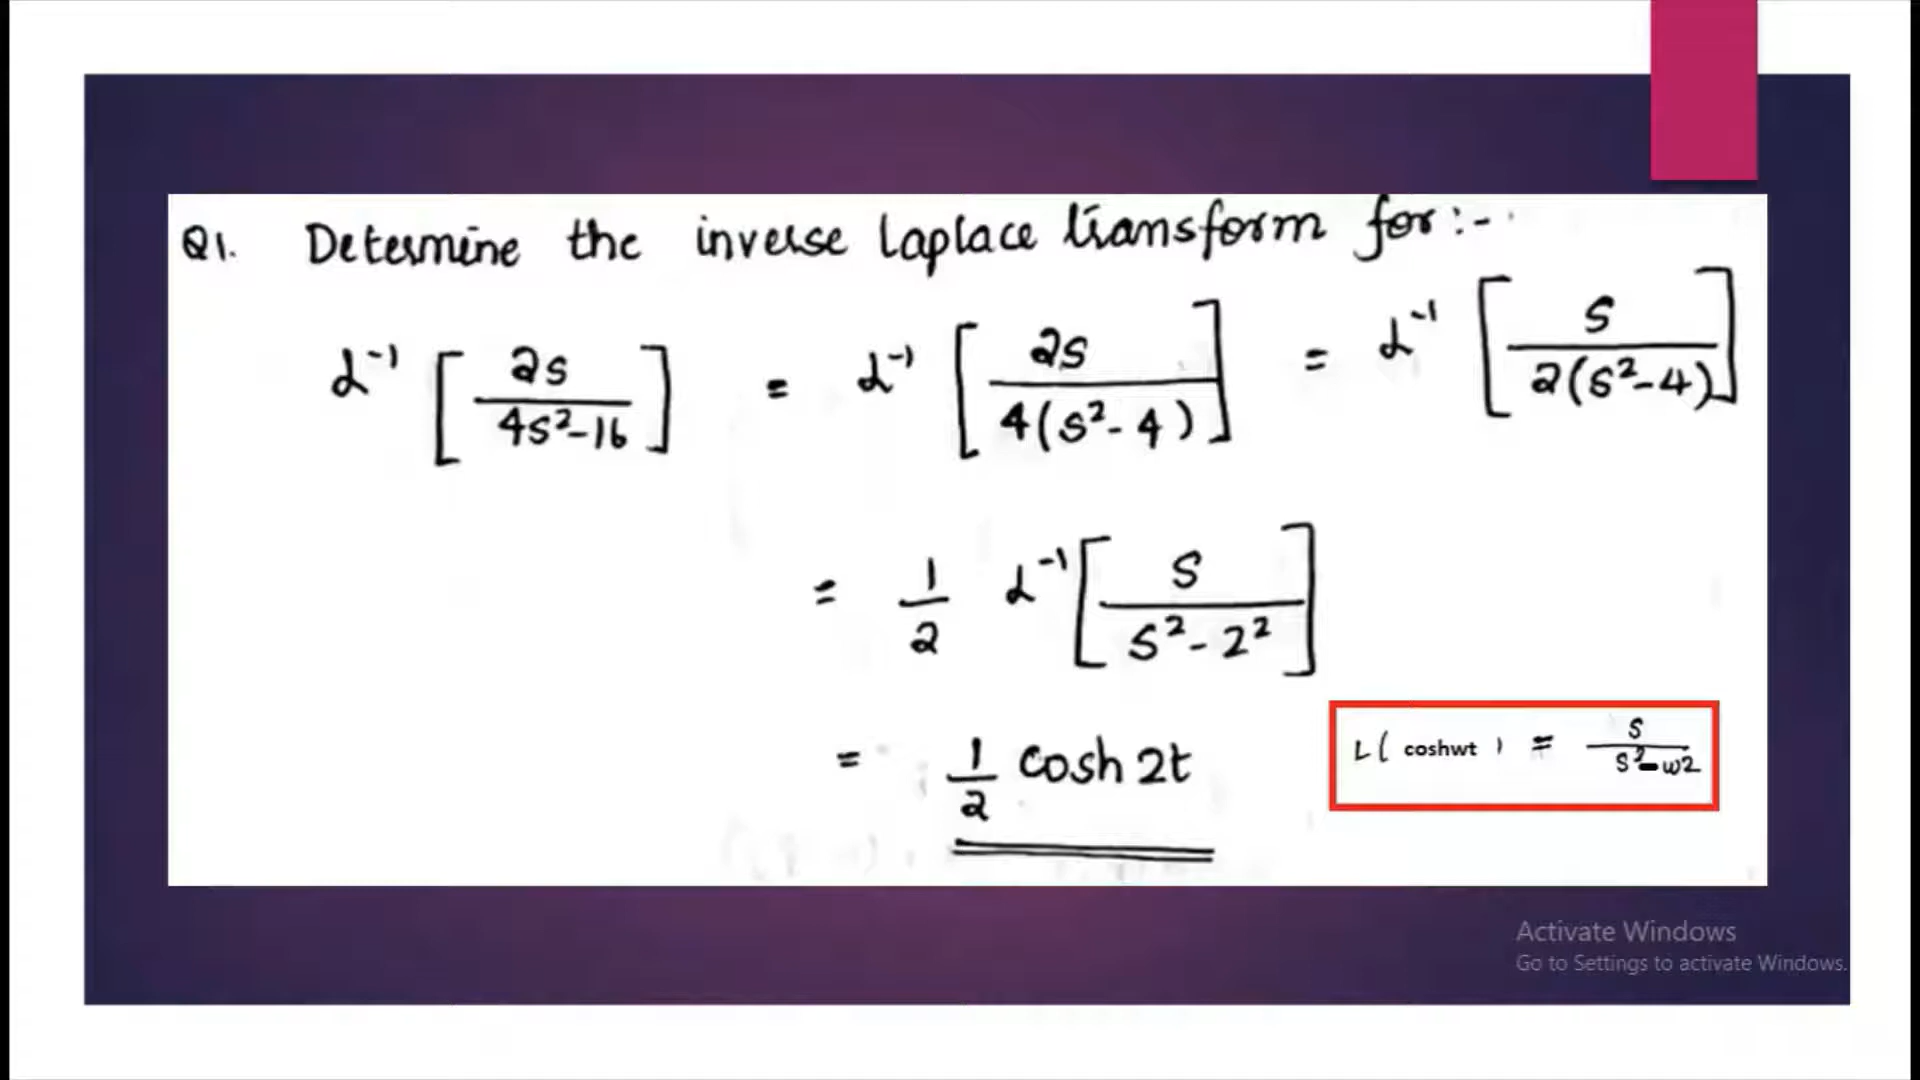 Q1. Determine the inverse Laplace transform for:-
ℒ⁻¹ [ 2s / 4s²-16 ] = ℒ⁻¹ [ 2s / 4(s²-4) ] = ℒ⁻¹ [ s / 2(s²-4) ]
= 1/2 ℒ⁻¹ [ s / s²-2² ]
= 1/2 cosh 2t
L( coshwt ) = s / s²-w2
Activate Windows
Go to Settings to activate Windows.